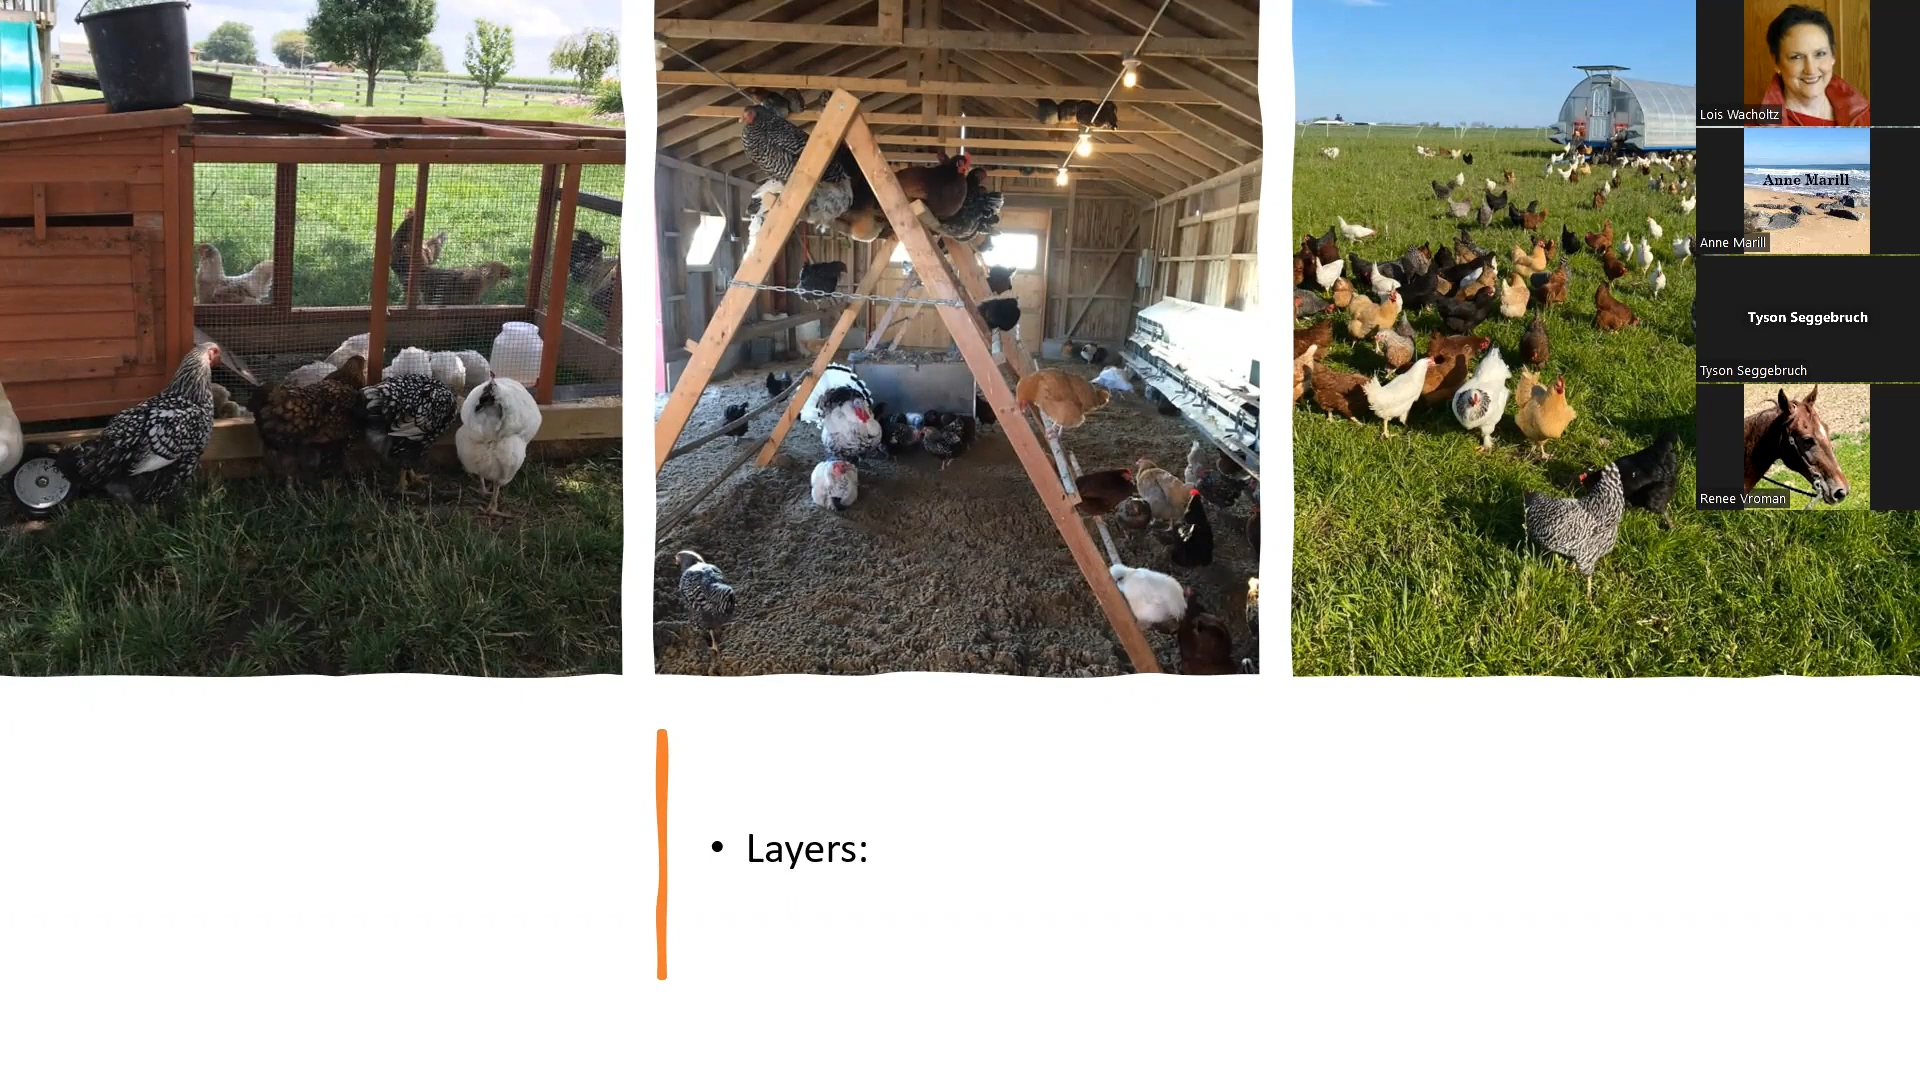 Lois Wacholtz
Anne Marill
Anne Marill
Tyson Seggebruch
Tyson Seggebruch
Renee Vroman
• Layers: